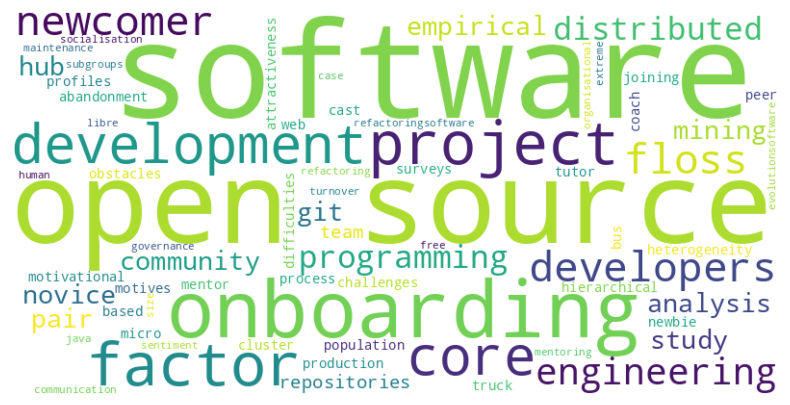 newcomer
socialisation
maintenance
hub
subgroups
profiles
abandonment
software
attractiveness
case
cast
empirical
distributed
organisational
extreme
joining
coach
peer
libre
web
refactoringsoftware
development
project
mining
floss
evolutionsoftware
human
obstacles
refactoring
surveys
tutor
open source
turnover
git
difficulties
team
bus
governance
free
heterogeneity
community
programming
developers
motivational
process
challenges
hierarchical
novice
motives
mentor
onboarding
analysis
based
size
newbie
pair
micro
study
java
sentiment
cluster
population
core
mentoring
factor
production
repositories
truck
engineering
communication